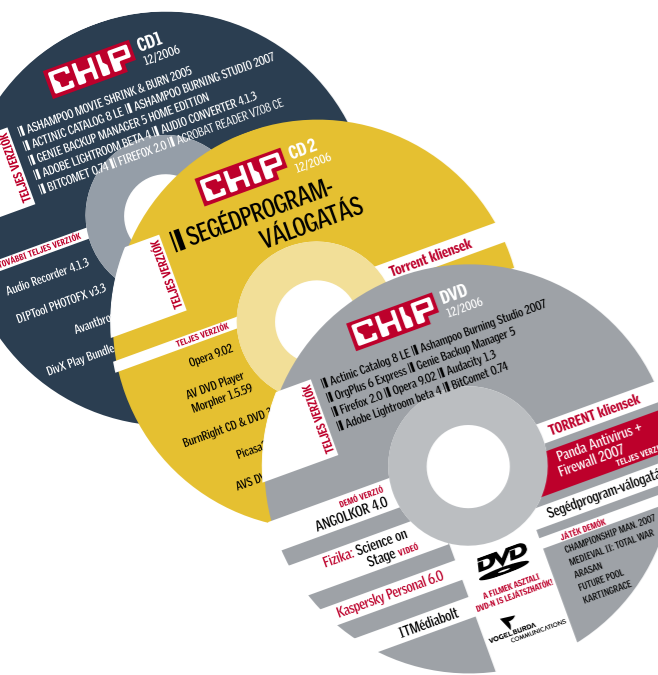 CHIP CD1
12/2006
ASHAMPOO MOVIE SHRINK & BURN 2005
ACTINIC CATALOG 8 LE ASHAMPOO BURNING STUDIO 2007
GENIE BACKUP MANAGER 5 HOME EDITION
ADOBE LIGHTROOM BETA 4 AUDIO CONVERTER 4.1.3
BITCOMET 0.74 FIREFOX 2.0 ACROBAT READER V7.08 CE
TELJES VERZIÓK
TOVÁBBI TELJES VERZIÓK
Audio Recorder 4.1.3
DIPTool PHOTOFX v3.3
DivX Play Bundle
CHIP CD2
12/2006
SEGÉDPROGRAM-
VÁLOGATÁS
TELJES VERZIÓK
Torrent kliensek
TELJES VERZIÓK
Opera 9.02
AV DVD Player
Morpher 1.5.59
BurnRight CD & DVD
AVS
CHIP DVD
12/2006
Actinic Catalog 8 LE Ashampoo Burning Studio 2007
OrgPlus 6 Express Genie Backup Manager 5
Firefox 2.0 Opera 9.02 Audacity 1.3
Adobe Lightroom beta 4 BitComet 0.74
TELJES VERZIÓK
TORRENT kliensek
Panda Antivirus +
Firewall 2007
TELJES
Segédprogram-
JÁTÉK DEMÓK
CHAMPIONSHIP MAN. 2007
MEDIEVAL II: TOTAL WAR
ARASAN
FUTURE POOL
KARTINGRACE
DEMÓ VERZIÓ
ANGOLKOR 4.0
Fizika: Science on
Stage VIDEÓ
Kaspersky Personal 6.0
ITMédiabolt
DVD
A FILMEK ASZTALI
DVD-N IS LEJÁTSZHATÓK!
VOGEL BURDA
COMMUNICATIONS